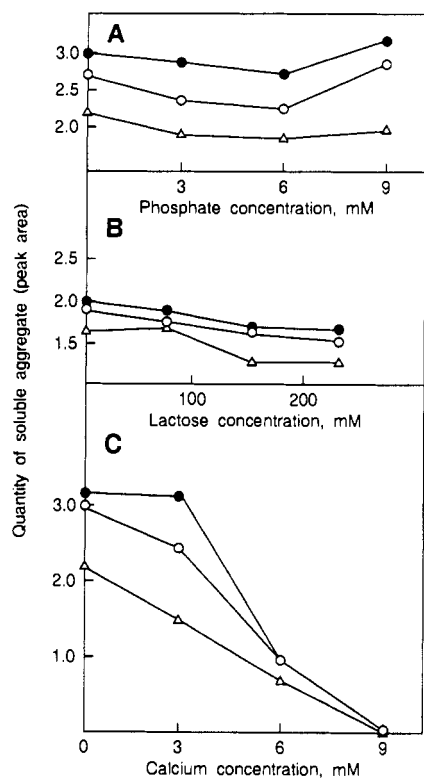 A
3.0
2.5
2.0
3 6 9
Phosphate concentration, mM
B
2.5
2.0
1.5
100 200
Lactose concentration, mM
C
3.0
2.0
1.0
0 3 6 9
Calcium concentration, mM
Quantity of soluble aggregate (peak area)